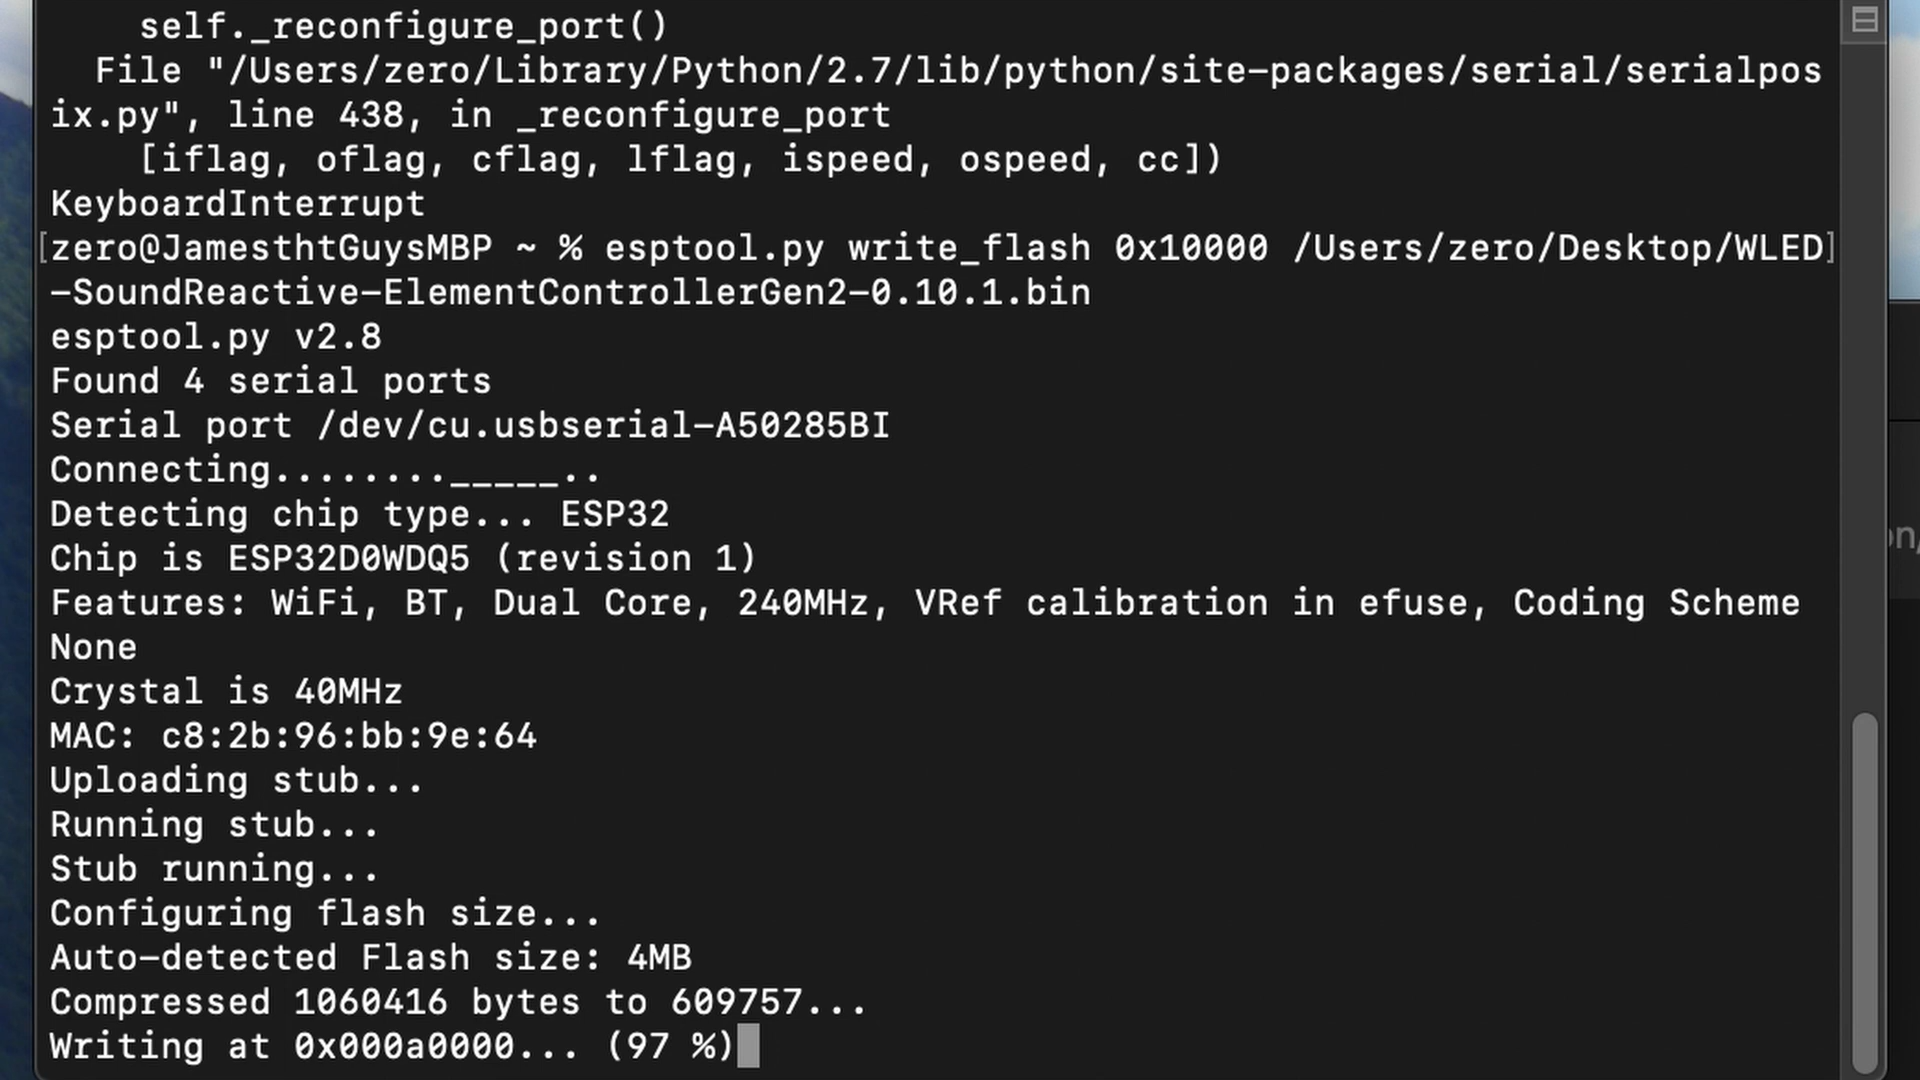 self._reconfigure_port()
File "/Users/zero/Library/Python/2.7/lib/python/site-packages/serial/serialpos
ix.py", line 438, in _reconfigure_port
[iflag, oflag, cflag, lflag, ispeed, ospeed, cc])
KeyboardInterrupt
[zero@JamesthtGuysMBP ~ % esptool.py write_flash 0x10000 /Users/zero/Desktop/WLED]
-SoundReactive-ElementControllerGen2-0.10.1.bin
esptool.py v2.8
Found 4 serial ports
Serial port /dev/cu.usbserial-A50285BI
Connecting........_____..
Detecting chip type... ESP32
Chip is ESP32D0WDQ5 (revision 1)
Features: WiFi, BT, Dual Core, 240MHz, VRef calibration in efuse, Coding Scheme
None
Crystal is 40MHz
MAC: c8:2b:96:bb:9e:64
Uploading stub...
Running stub...
Stub running...
Configuring flash size...
Auto-detected Flash size: 4MB
Compressed 1060416 bytes to 609757...
Writing at 0x000a0000... (97 %)